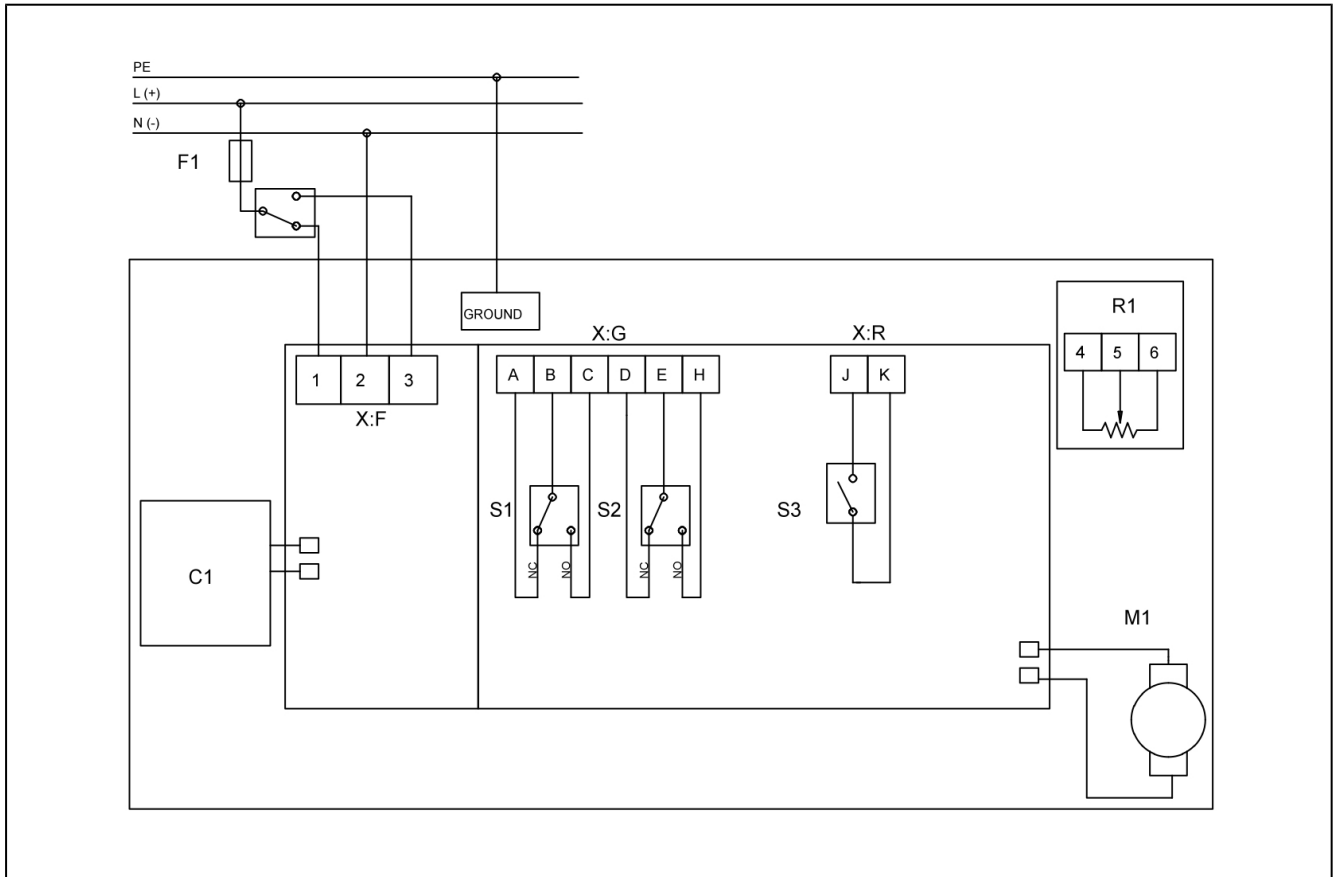 PE
L (+)
N (-)
F1
GROUND
R1
4 5 6
X:G
X:R
A B C D E H
J K
1 2 3
X:F
S1
S2
S3
NC
NO
NC
NO
C1
M1